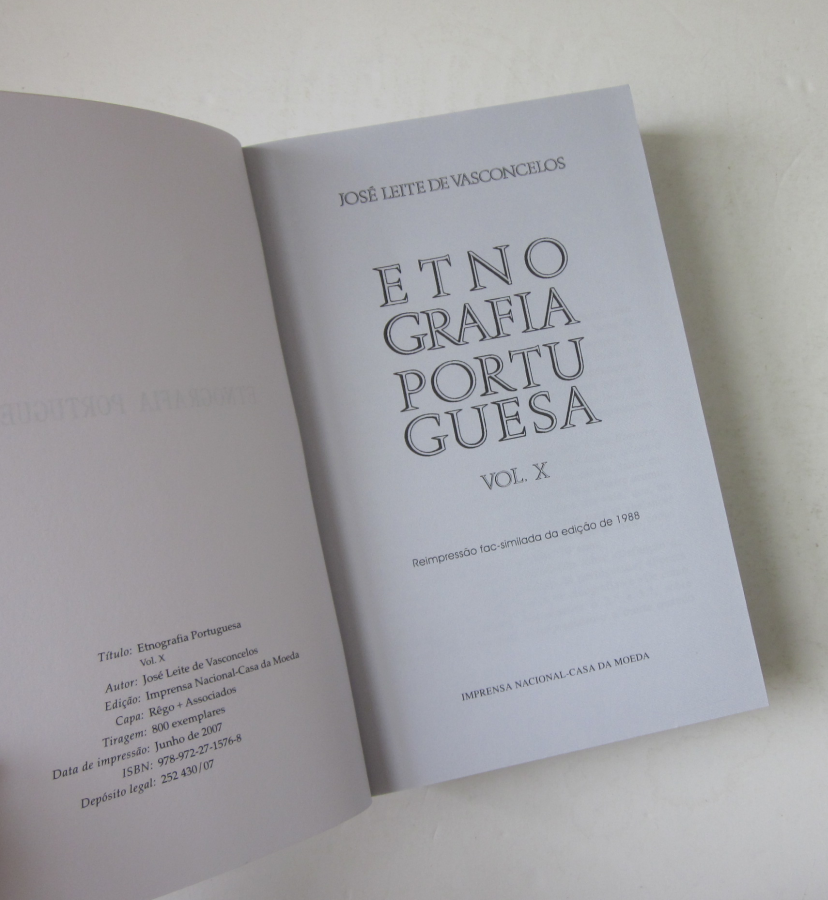 Título: Etnografia Portuguesa
Vol. X
Autor: José Leite de Vasconcelos
Edição: Imprensa Nacional-Casa da Moeda
Capa: Rêgo + Associados
Tiragem: 800 exemplares
Data de impressão: Junho de 2007
ISBN: 978-972-27-1576-8
Depósito legal: 252 430/07
JOSÉ LEITE DE VASCONCELOS
ETNO
GRAFIA
PORTU
GUESA
VOL. X
Reimpressão fac-similada da edição de 1988
IMPRENSA NACIONAL-CASA DA MOEDA